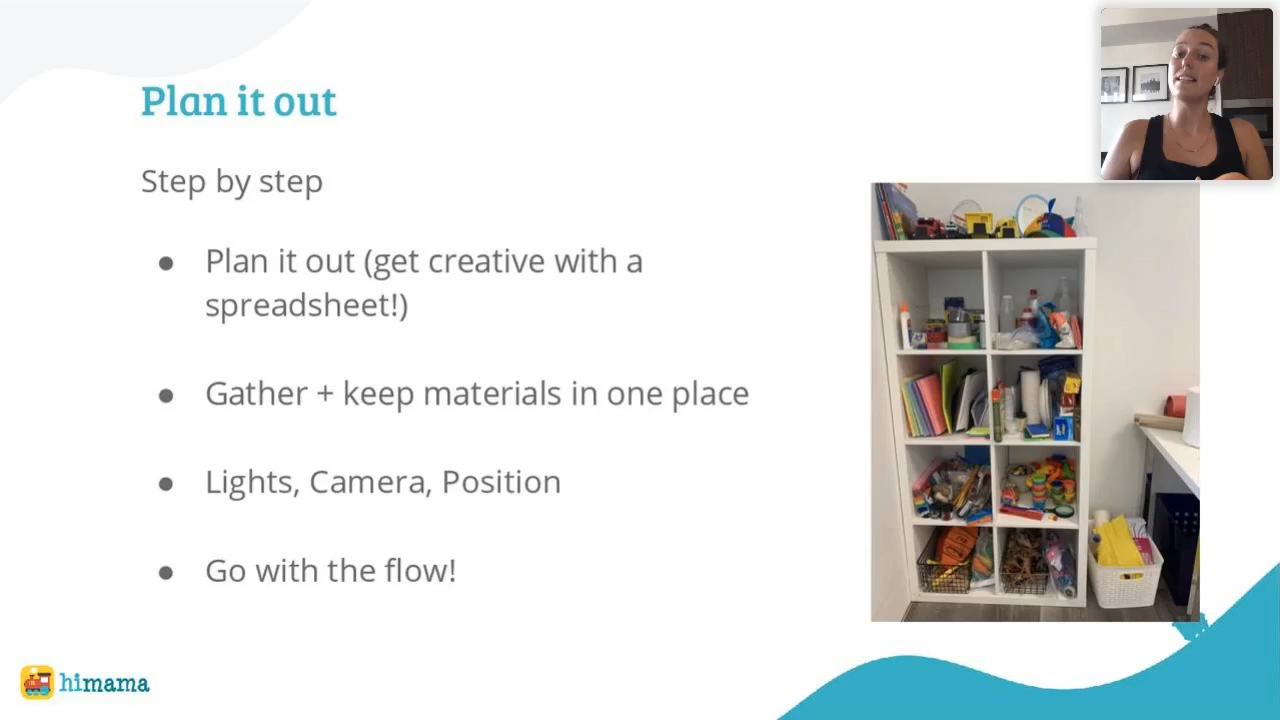 Plan it out
Step by step
● Plan it out (get creative with a
spreadsheet!)
● Gather + keep materials in one place
● Lights, Camera, Position
● Go with the flow!
himama